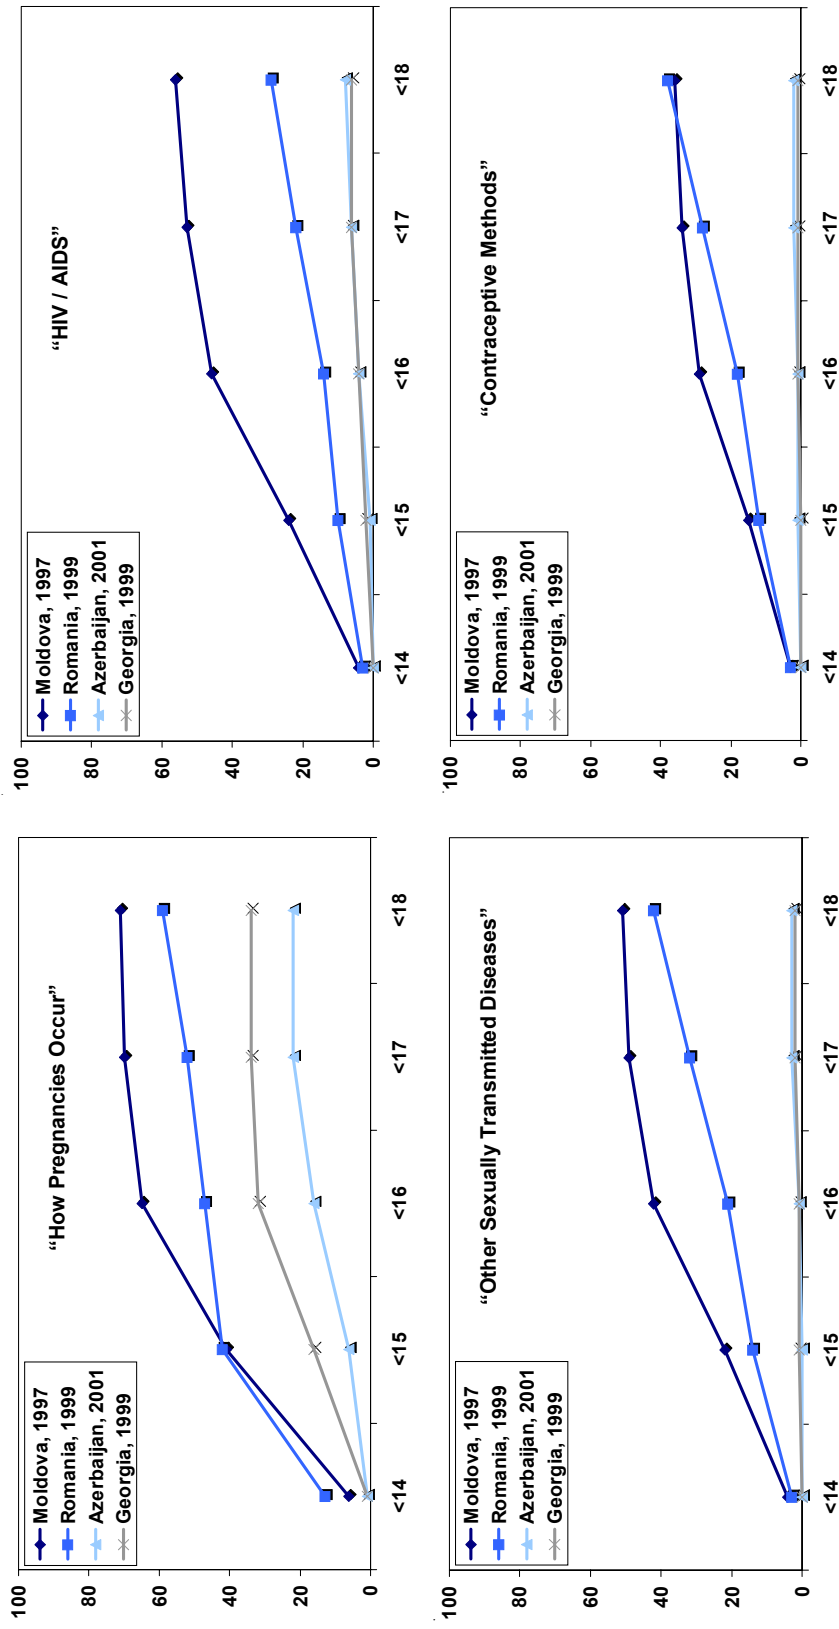 “How Pregnancies Occur”
Moldova, 1997
Romania, 1999
Azerbaijan, 2001
Georgia, 1999
100
80
60
40
20
0
<14
<15
<16
<17
<18
“HIV / AIDS”
Moldova, 1997
Romania, 1999
Azerbaijan, 2001
Georgia, 1999
100
80
60
40
20
0
<14
<15
<16
<17
<18
“Other Sexually Transmitted Diseases”
Moldova, 1997
Romania, 1999
Azerbaijan, 2001
Georgia, 1999
100
80
60
40
20
0
<14
<15
<16
<17
<18
“Contraceptive Methods”
Moldova, 1997
Romania, 1999
Azerbaijan, 2001
Georgia, 1999
100
80
60
40
20
0
<14
<15
<16
<17
<18